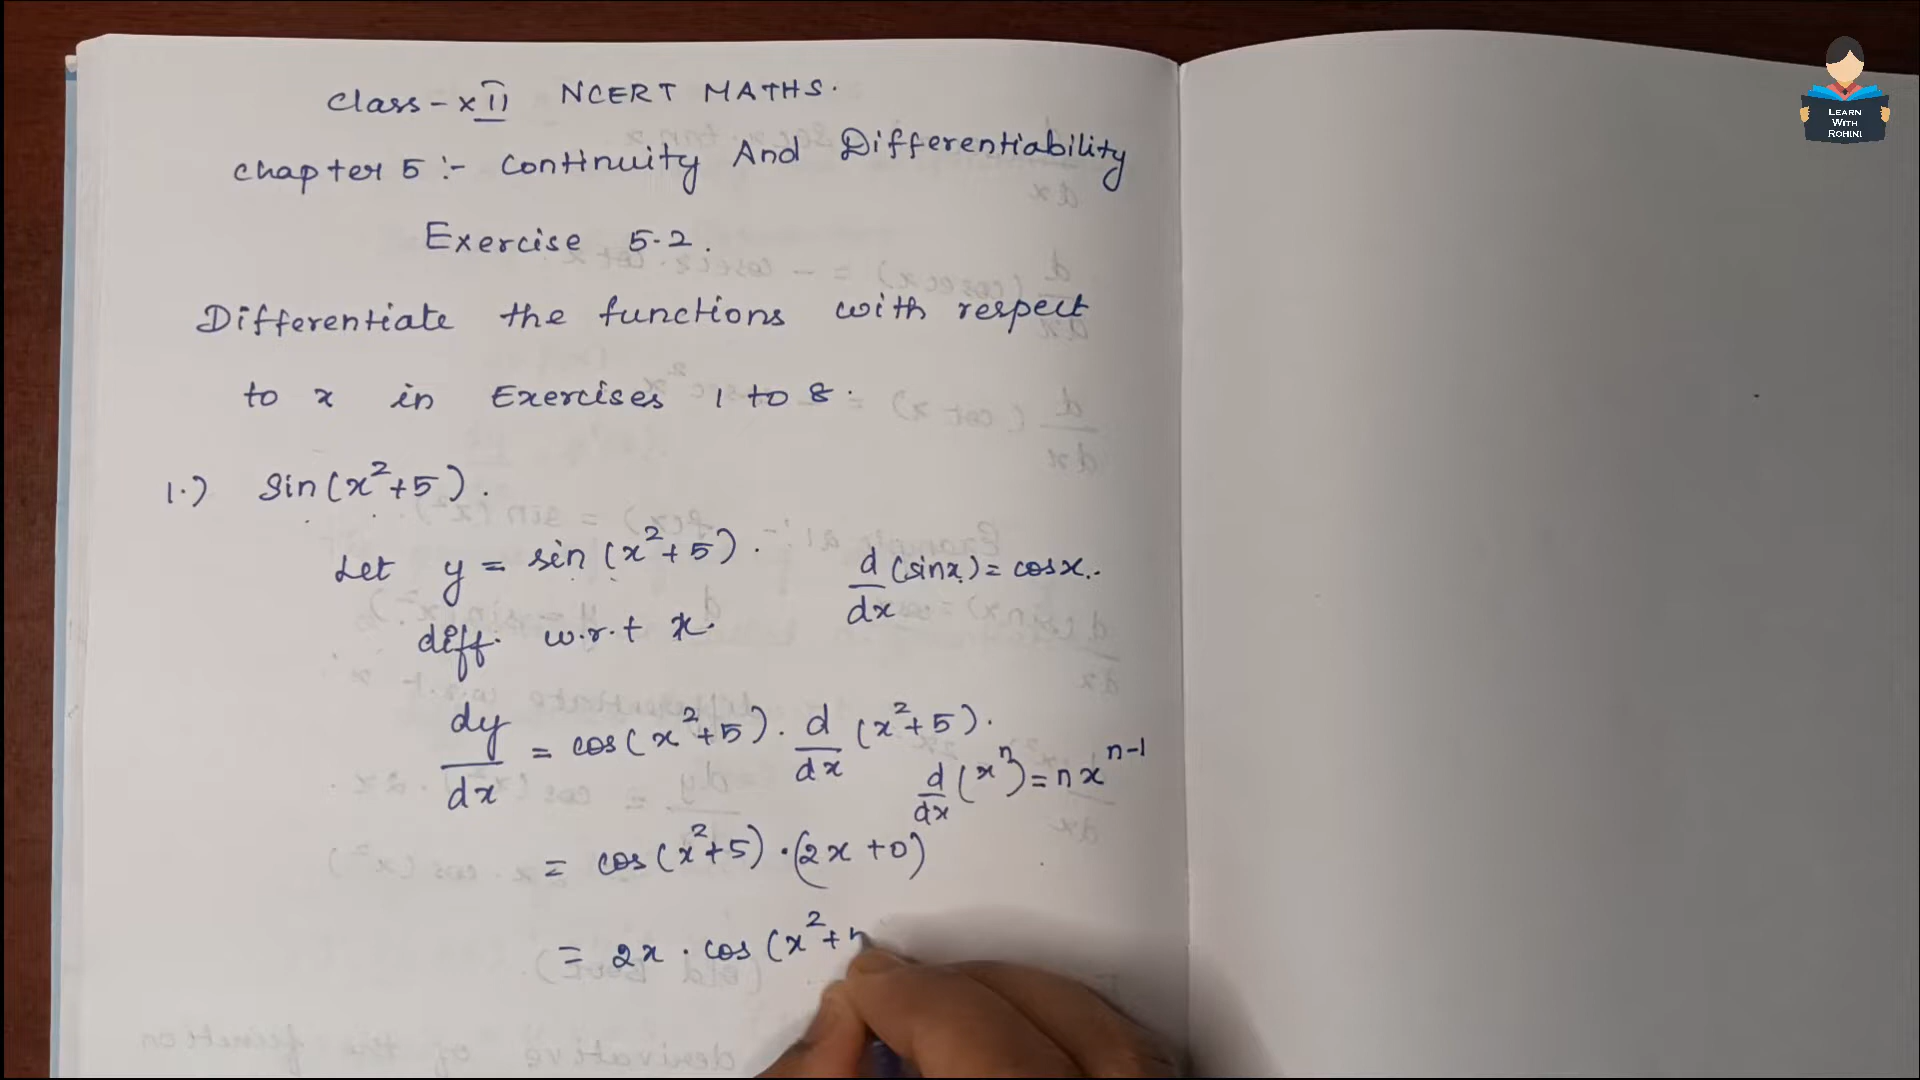 Class - XII NCERT MATHS.
Chapter 5 :- Continuity And Differentiability
Exercise 5.2.
Differentiate the functions with respect
to x in Exercises 1 to 8.
1.) Sin(x²+5).
Let y = sin(x²+5).
d/dx (sinx) = cosx.
diff. w.r.t x.
dy/dx = cos(x²+5) . d/dx (x²+5).
d/dx (xⁿ) = nxⁿ⁻¹
= cos(x²+5) . (2x+0)
= 2x . cos(x²+
LEARN
WITH
ROHINI